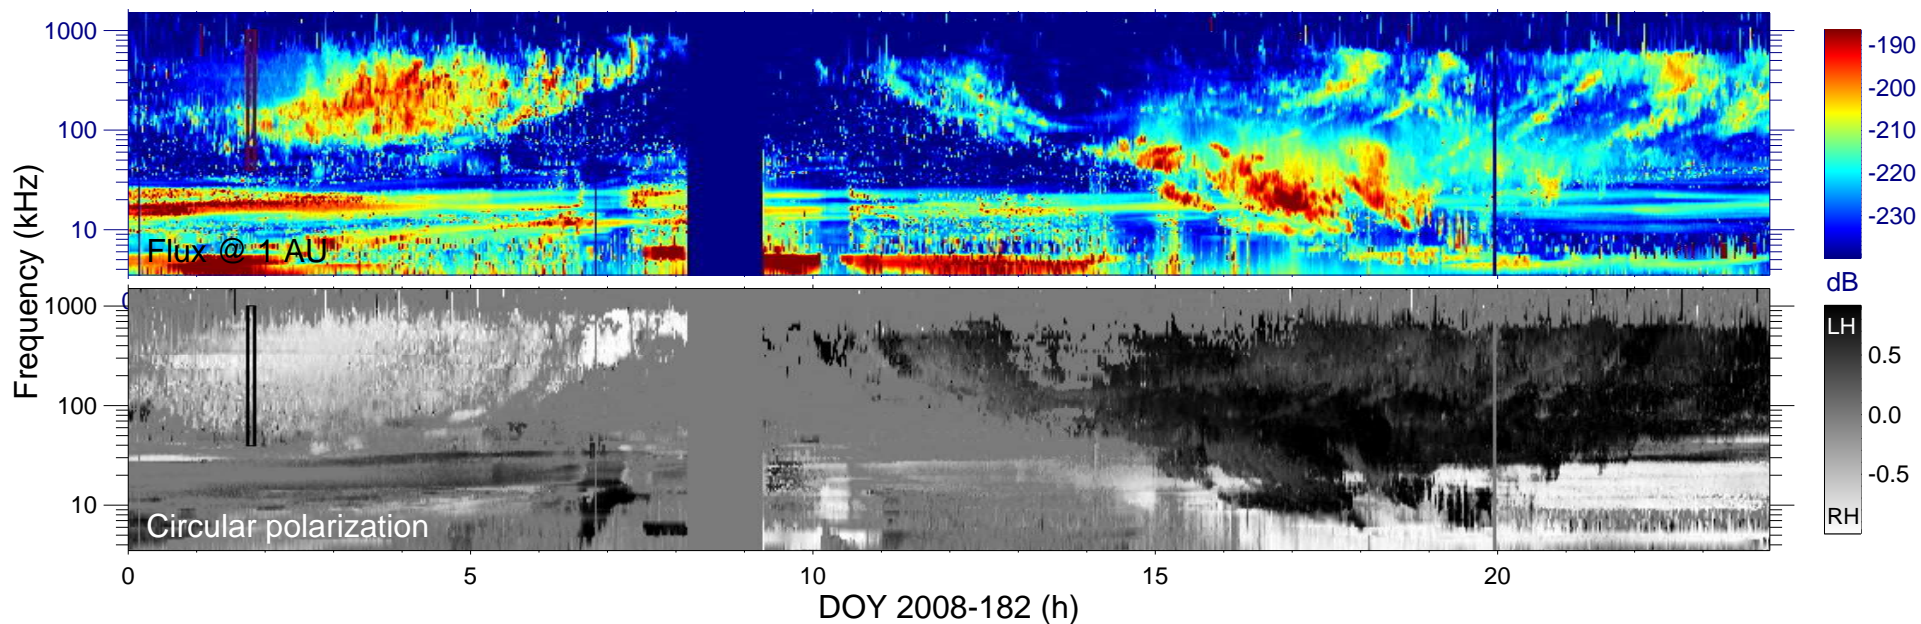 1000
100
10
Flux @ 1 AU
-190
-200
-210
-220
-230
dB
0
Frequency (kHz)
1000
100
10
Circular polarization
LH
0.5
0.0
-0.5
RH
0 5 10 15 20
DOY 2008-182 (h)